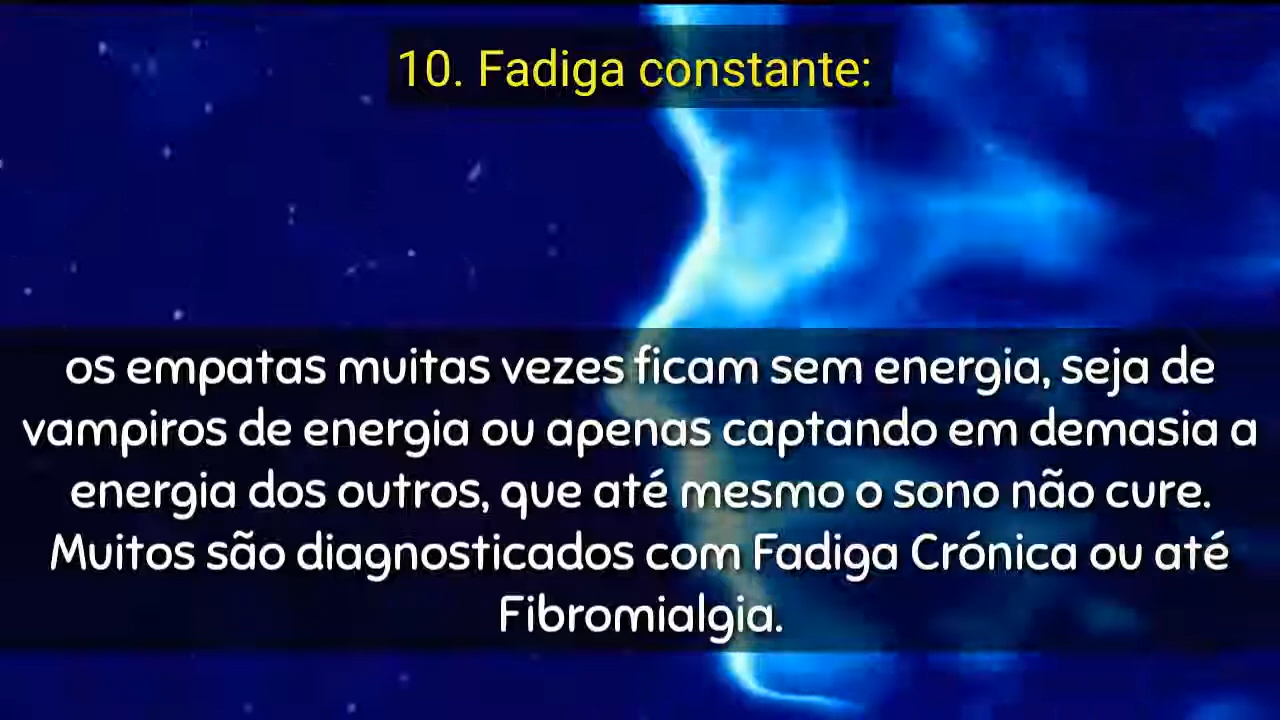 10. Fadiga constante:
os empatas muitas vezes ficam sem energia, seja de
vampiros de energia ou apenas captando em demasia a
energia dos outros, que até mesmo o sono não cure.
Muitos são diagnosticados com Fadiga Crónica ou até
Fibromialgia.